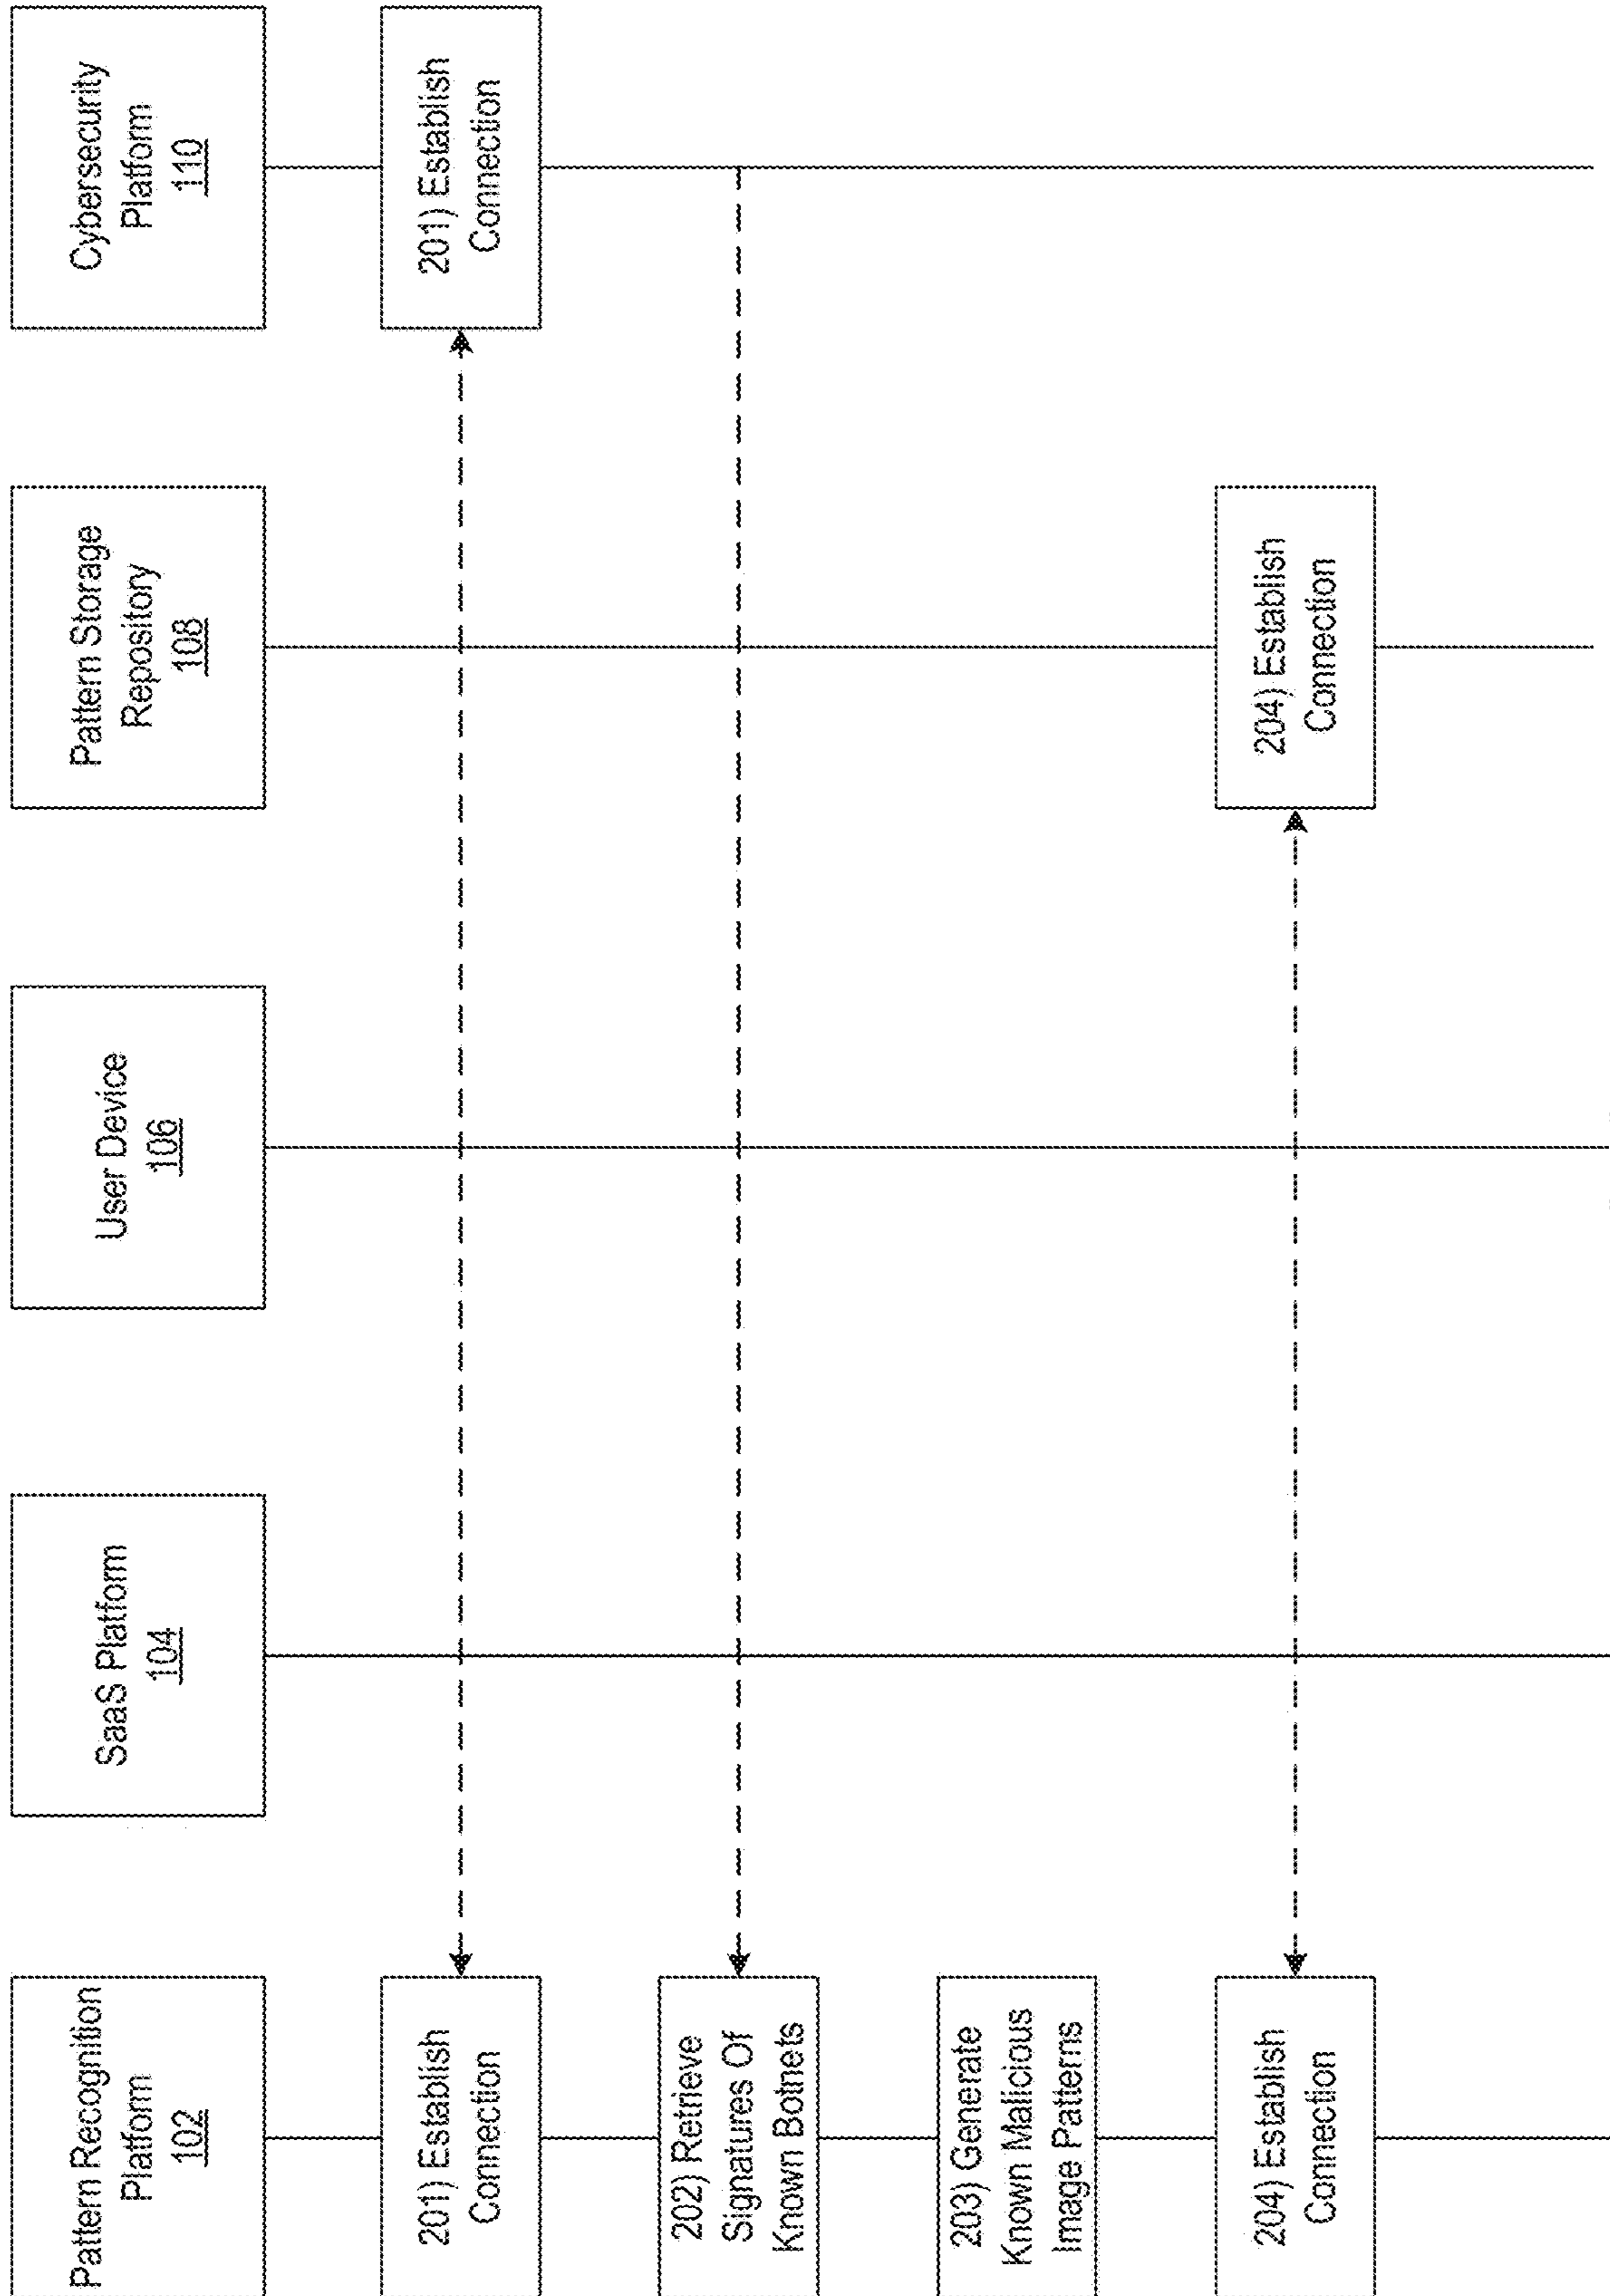 Pattern Recognition
Platform
102
SaaS Platform
104
User Device
106
Pattern Storage
Repository
108
Cybersecurity
Platform
110
201) Establish
Connection
201) Establish
Connection
202) Retrieve
Signatures Of
Known Botnets
203) Generate
Known Malicious
Image Patterns
204) Establish
Connection
204) Establish
Connection